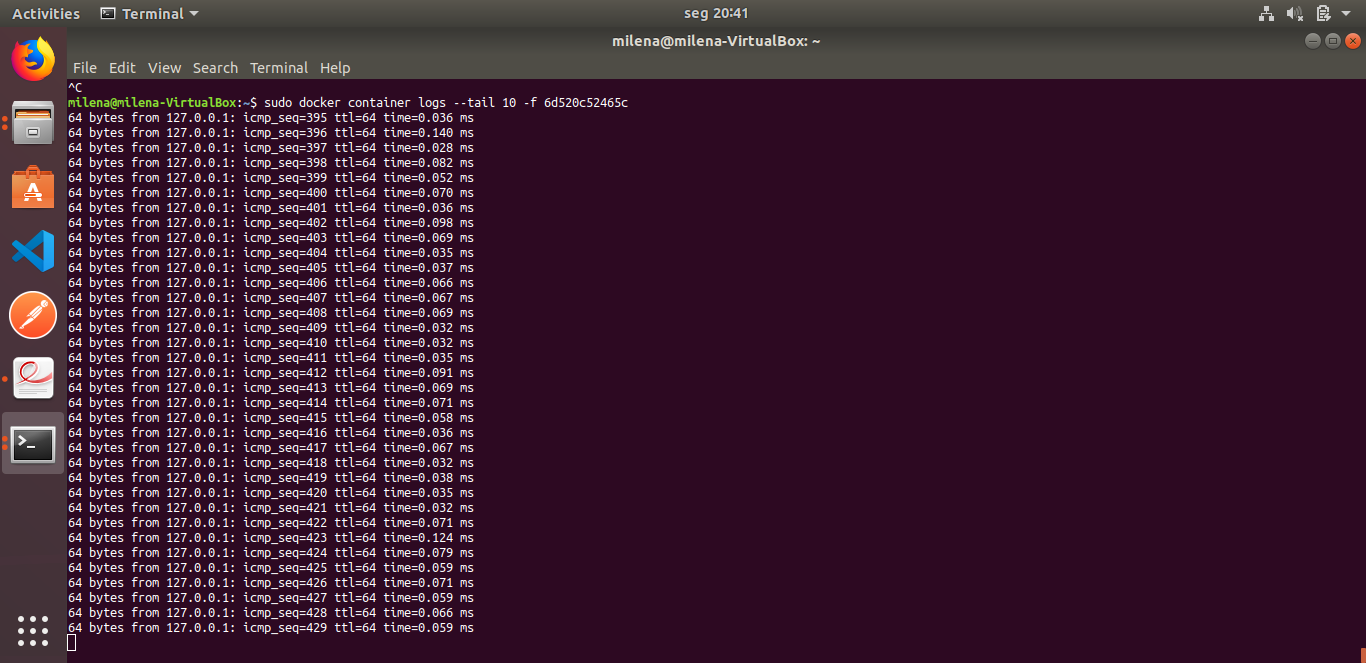 Activities Terminal seg 20:41
milena@milena-VirtualBox: ~
File Edit View Search Terminal Help
^C
milena@milena-VirtualBox:~$ sudo docker container logs --tail 10 -f 6d520c52465c
64 bytes from 127.0.0.1: icmp_seq=395 ttl=64 time=0.036 ms
64 bytes from 127.0.0.1: icmp_seq=396 ttl=64 time=0.140 ms
64 bytes from 127.0.0.1: icmp_seq=397 ttl=64 time=0.028 ms
64 bytes from 127.0.0.1: icmp_seq=398 ttl=64 time=0.082 ms
64 bytes from 127.0.0.1: icmp_seq=399 ttl=64 time=0.052 ms
64 bytes from 127.0.0.1: icmp_seq=400 ttl=64 time=0.070 ms
64 bytes from 127.0.0.1: icmp_seq=401 ttl=64 time=0.036 ms
64 bytes from 127.0.0.1: icmp_seq=402 ttl=64 time=0.098 ms
64 bytes from 127.0.0.1: icmp_seq=403 ttl=64 time=0.069 ms
64 bytes from 127.0.0.1: icmp_seq=404 ttl=64 time=0.035 ms
64 bytes from 127.0.0.1: icmp_seq=405 ttl=64 time=0.037 ms
64 bytes from 127.0.0.1: icmp_seq=406 ttl=64 time=0.066 ms
64 bytes from 127.0.0.1: icmp_seq=407 ttl=64 time=0.067 ms
64 bytes from 127.0.0.1: icmp_seq=408 ttl=64 time=0.069 ms
64 bytes from 127.0.0.1: icmp_seq=409 ttl=64 time=0.032 ms
64 bytes from 127.0.0.1: icmp_seq=410 ttl=64 time=0.032 ms
64 bytes from 127.0.0.1: icmp_seq=411 ttl=64 time=0.035 ms
64 bytes from 127.0.0.1: icmp_seq=412 ttl=64 time=0.091 ms
64 bytes from 127.0.0.1: icmp_seq=413 ttl=64 time=0.069 ms
64 bytes from 127.0.0.1: icmp_seq=414 ttl=64 time=0.071 ms
64 bytes from 127.0.0.1: icmp_seq=415 ttl=64 time=0.058 ms
64 bytes from 127.0.0.1: icmp_seq=416 ttl=64 time=0.036 ms
64 bytes from 127.0.0.1: icmp_seq=417 ttl=64 time=0.067 ms
64 bytes from 127.0.0.1: icmp_seq=418 ttl=64 time=0.032 ms
64 bytes from 127.0.0.1: icmp_seq=419 ttl=64 time=0.038 ms
64 bytes from 127.0.0.1: icmp_seq=420 ttl=64 time=0.035 ms
64 bytes from 127.0.0.1: icmp_seq=421 ttl=64 time=0.032 ms
64 bytes from 127.0.0.1: icmp_seq=422 ttl=64 time=0.071 ms
64 bytes from 127.0.0.1: icmp_seq=423 ttl=64 time=0.124 ms
64 bytes from 127.0.0.1: icmp_seq=424 ttl=64 time=0.079 ms
64 bytes from 127.0.0.1: icmp_seq=425 ttl=64 time=0.059 ms
64 bytes from 127.0.0.1: icmp_seq=426 ttl=64 time=0.071 ms
64 bytes from 127.0.0.1: icmp_seq=427 ttl=64 time=0.059 ms
64 bytes from 127.0.0.1: icmp_seq=428 ttl=64 time=0.066 ms
64 bytes from 127.0.0.1: icmp_seq=429 ttl=64 time=0.059 ms